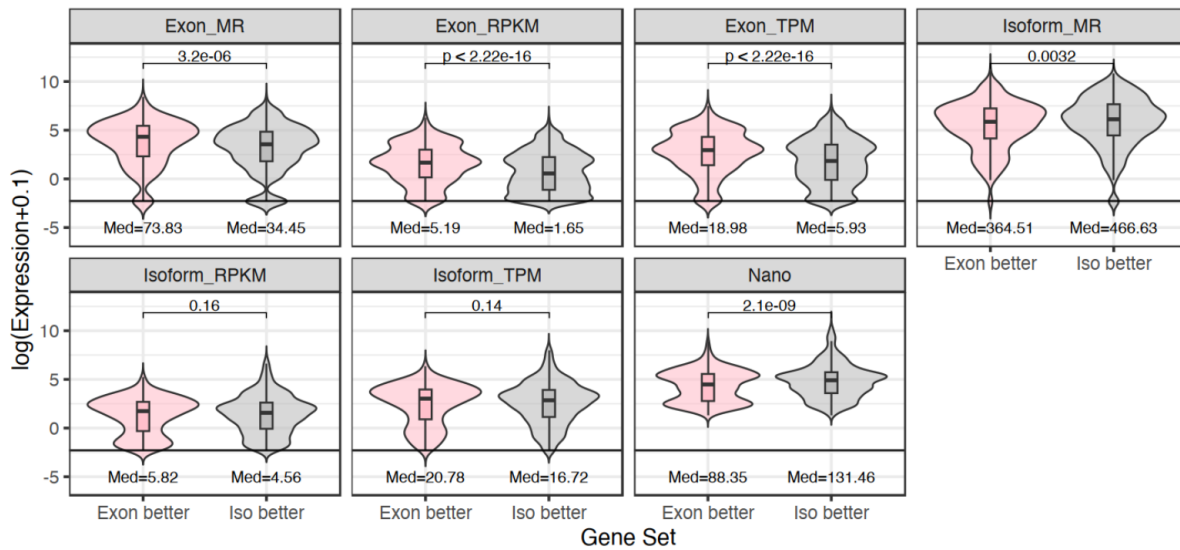 Exon_MR
Exon_RPKM
Exon_TPM
Isoform_MR
3.2e-06
p < 2.22e-16
p < 2.22e-16
0.0032
10
5
0
-5
Med=73.83 Med=34.45
Med=5.19 Med=1.65
Med=18.98 Med=5.93
Med=364.51 Med=466.63
Exon better Iso better
Isoform_RPKM
Isoform_TPM
Nano
0.16
0.14
2.1e-09
10
5
0
-5
Med=5.82 Med=4.56
Med=20.78 Med=16.72
Med=88.35 Med=131.46
Exon better Iso better
Exon better Iso better
Exon better Iso better
log(Expression+0.1)
Gene Set